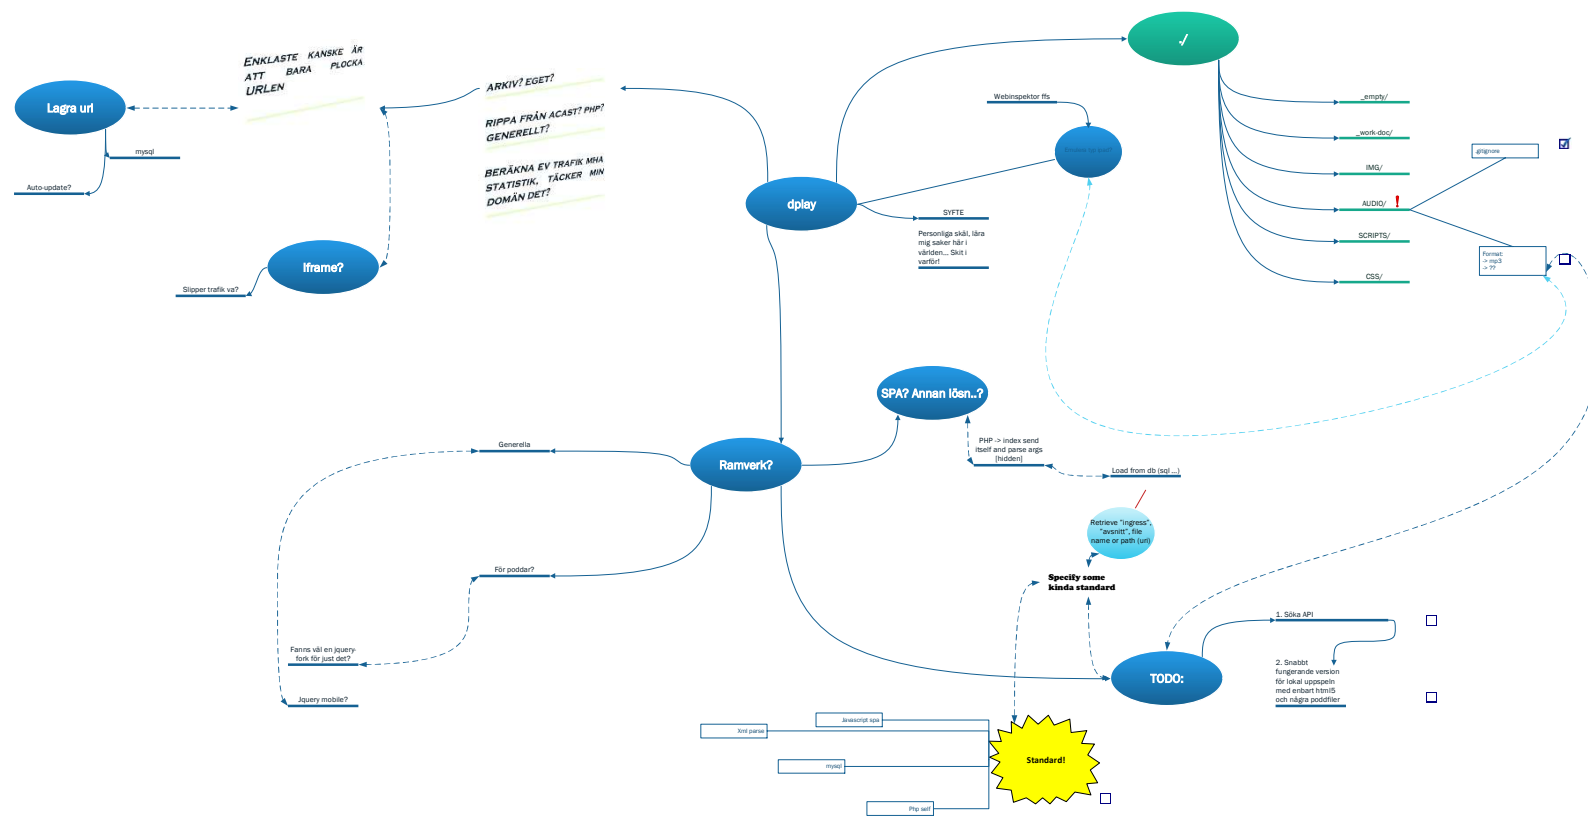 ✓
Enklaste kanske är
att bara plocka
URLen
Lagra url
mysql
Auto-update?
Arkiv? Eget?
Rippa från Acast? php?
Generellt?
Beräkna ev trafik mha
statistik, täcker min
domän det?
Iframe?
Slipper trafik va?
dplay
Webinspektor ffs
SYFTE
Personliga skäl, lära
mig saker här i
världen... Skit i
varför!
_empty/
_work-doc/
IMG/
AUDIO/
SCRIPTS/
CSS/
.gitignore
Format:
-> mp3
-> ??
SPA? Annan lösn..?
PHP -> index send
itself and parse args
[hidden]
Load from db (sql ...)
Retrieve "ingress",
"avsnitt", file
name or path (uri)
Specify some
kinda standard
Ramverk?
Generella
För poddar?
Fanns väl en jquery-
fork för just det?
Jquery mobile?
TODO:
1. Söka API
2. Snabbt
fungerande version
för lokal uppspeln
med enbart html5
och några poddfiler
Javascript spa
Xml parse
mysql
Php self
Standard!